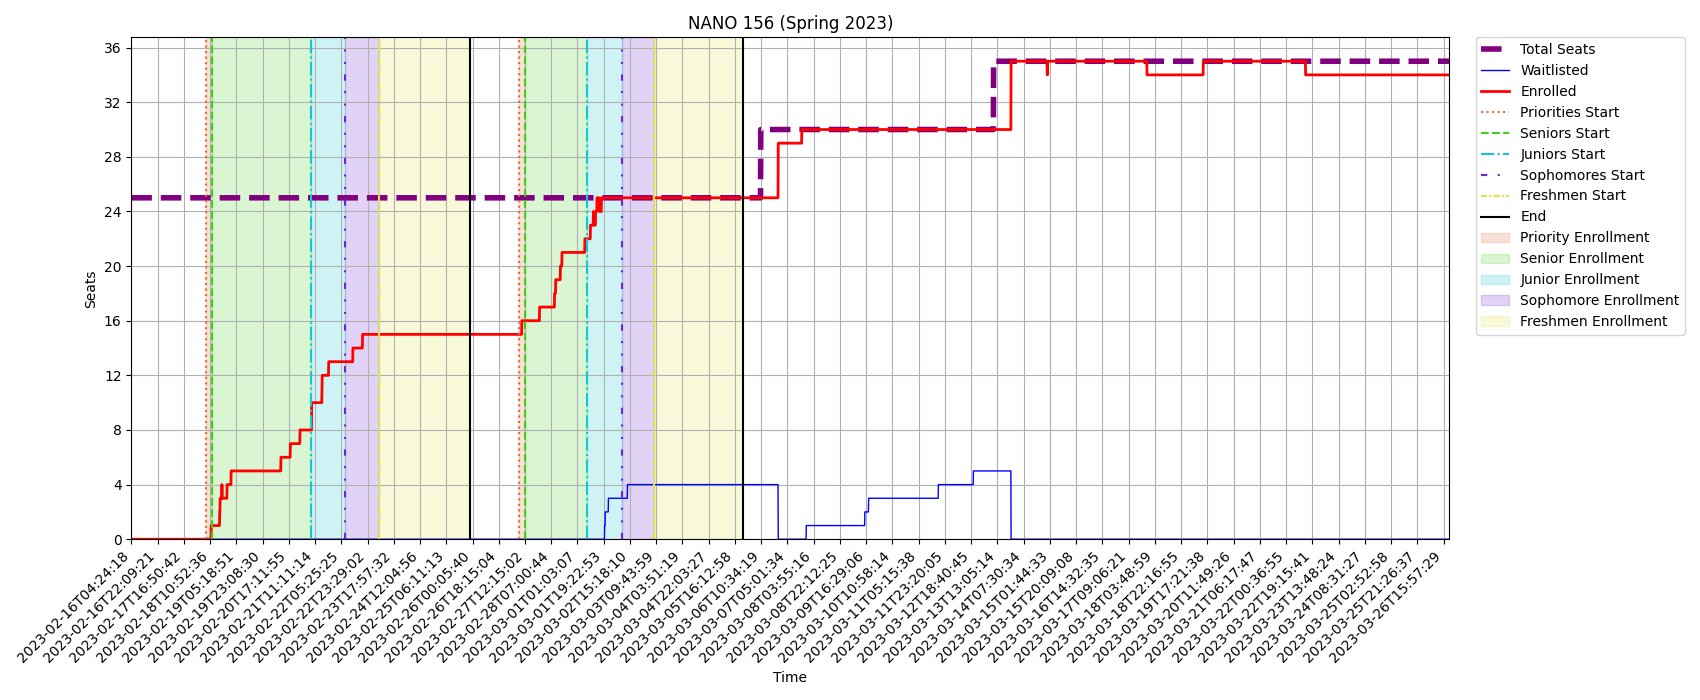 NANO 156 (Spring 2023)
36
32
28
24
20
16
12
8
4
0
Seats
2023-02-16T04:24:18
2023-02-16T22:09:21
2023-02-17T16:50:42
2023-02-18T10:52:36
2023-02-19T05:18:51
2023-02-19T23:08:30
2023-02-20T17:11:55
2023-02-21T11:11:14
2023-02-22T05:25:25
2023-02-22T23:29:02
2023-02-23T17:57:32
2023-02-24T12:04:56
2023-02-25T06:11:13
2023-02-26T00:05:40
2023-02-26T18:15:04
2023-02-27T12:15:02
2023-02-28T07:00:44
2023-03-01T01:03:07
2023-03-01T19:22:53
2023-03-02T15:18:10
2023-03-03T09:43:59
2023-03-04T03:51:19
2023-03-04T22:03:27
2023-03-05T16:12:58
2023-03-06T10:34:19
2023-03-07T05:01:34
2023-03-08T03:55:16
2023-03-08T22:12:25
2023-03-09T16:29:06
2023-03-10T10:58:14
2023-03-11T05:15:38
2023-03-11T23:20:05
2023-03-12T18:40:45
2023-03-13T13:05:14
2023-03-14T07:30:34
2023-03-15T01:44:33
2023-03-15T20:09:08
2023-03-16T14:32:35
2023-03-17T09:06:21
2023-03-18T03:48:59
2023-03-18T22:16:55
2023-03-19T17:21:38
2023-03-20T11:49:26
2023-03-21T06:17:47
2023-03-22T00:36:55
2023-03-22T19:15:41
2023-03-23T13:48:24
2023-03-24T08:31:27
2023-03-25T02:52:58
2023-03-25T21:26:37
2023-03-26T15:57:29
Time
Total Seats
Waitlisted
Enrolled
Priorities Start
Seniors Start
Juniors Start
Sophomores Start
Freshmen Start
End
Priority Enrollment
Senior Enrollment
Junior Enrollment
Sophomore Enrollment
Freshmen Enrollment